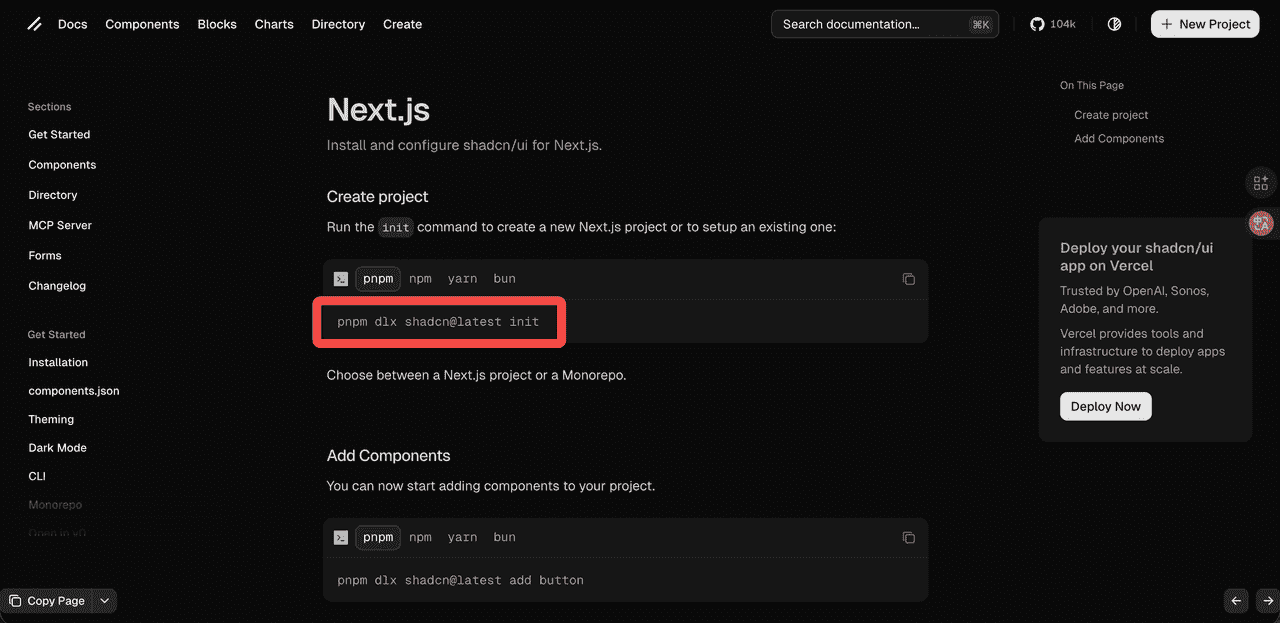 Docs Components Blocks Charts Directory Create
Search documentation... ⌘K
104k
+ New Project
Sections
Get Started
Components
Directory
MCP Server
Forms
Changelog
Get Started
Installation
components.json
Theming
Dark Mode
CLI
Monorepo
Open in v0
Copy Page
Next.js
Install and configure shadcn/ui for Next.js.
Create project
Run the init command to create a new Next.js project or to setup an existing one:
pnpm npm yarn bun
pnpm dlx shadcn@latest init
Choose between a Next.js project or a Monorepo.
Add Components
You can now start adding components to your project.
pnpm npm yarn bun
pnpm dlx shadcn@latest add button
On This Page
Create project
Add Components
Deploy your shadcn/ui
app on Vercel
Trusted by OpenAI, Sonos,
Adobe, and more.
Vercel provides tools and
infrastructure to deploy apps
and features at scale.
Deploy Now